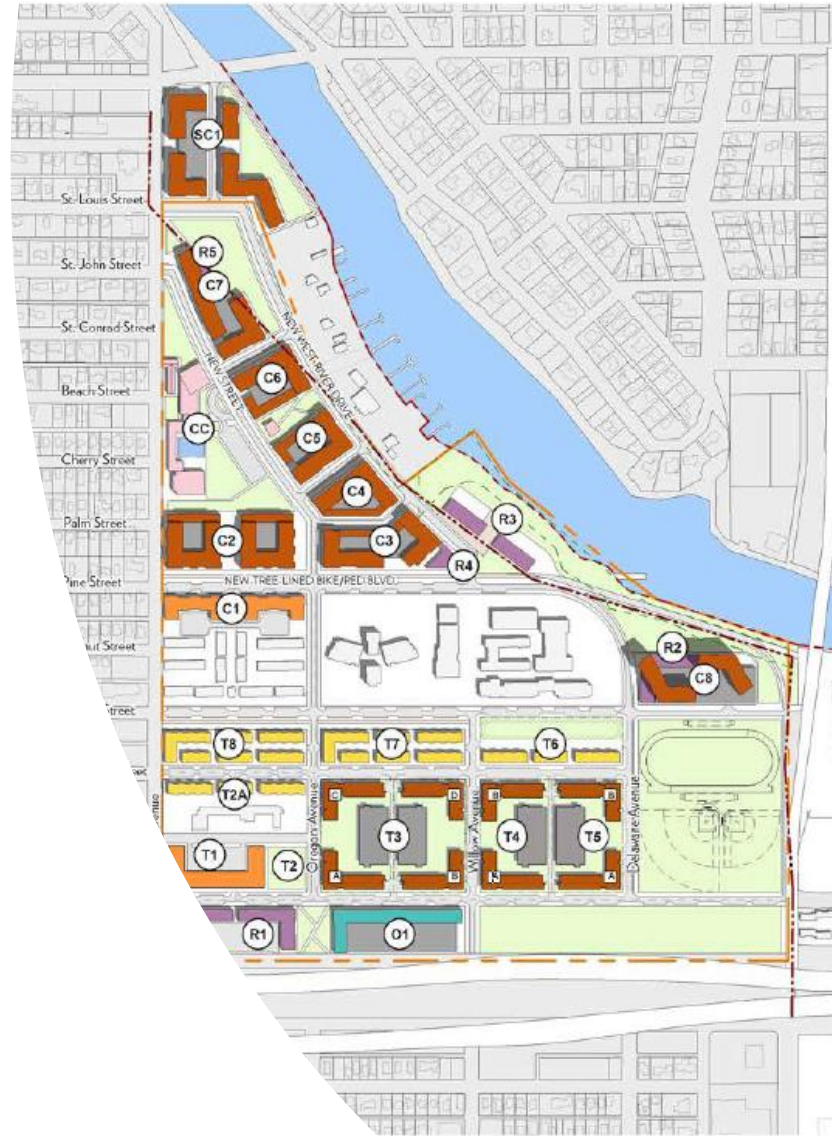 SC1
St. Louis Street
R5
St. John Street
C7
St. Conrad Street
NEW WEST RIVER DRIVE
NEW STREET
C6
Beach Street
CC
C5
Cherry Street
C4
R3
Palm Street
C2
C3
R4
Pine Street
NEW TREE-LINED BIKE/PED BLVD.
C1
R2
C8
Street
T8
T7
T6
T2A
Oregon Avenue
C
D
B
B
T3
Willow Avenue
T4
T5
Delaware Avenue
A
B
A
T1
T2
R1
O1